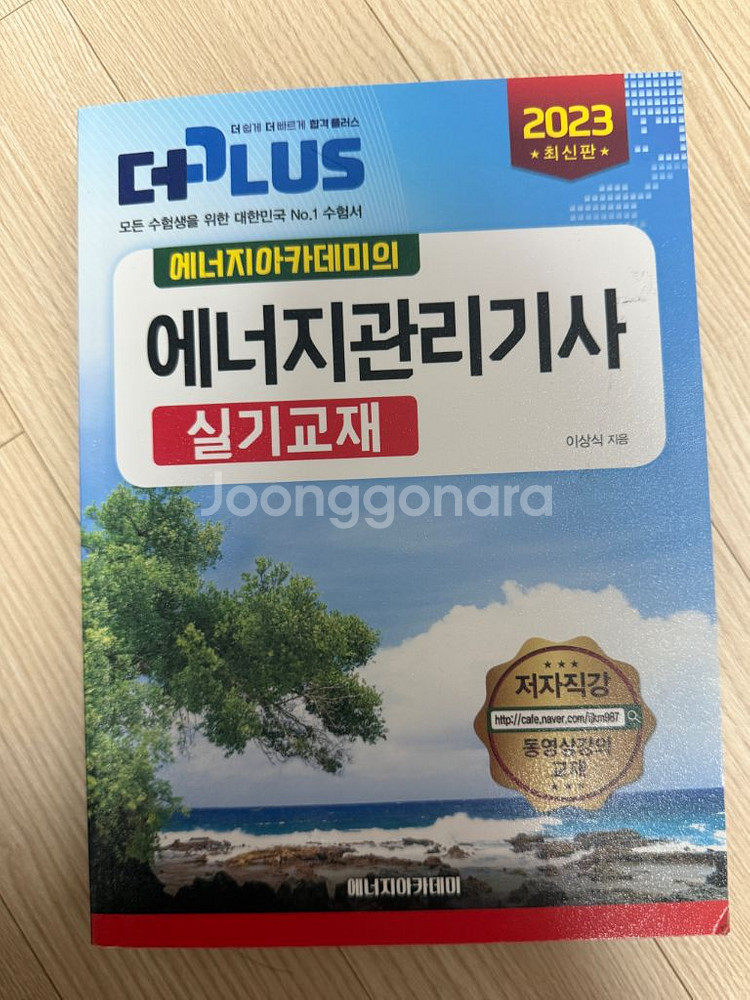 더 쉽게 더 빠르게 합격 플러스
더PLUS
모든 수험생을 위한 대한민국 No.1 수험서
2023
★최신판★
에너지아카데미의
에너지관리기사
실기교재
이상식 지음
Joonggonara
★★★
저자직강
http://cafe.naver.com/ijkm987
동영상강의
교재
에너지아카데미